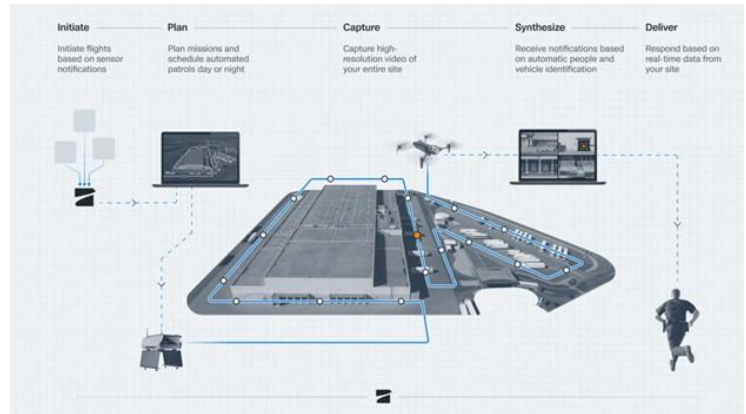 Initiate
Initiate flights
based on sensor
notifications
Plan
Plan missions and
schedule automated
patrols day or night
Capture
Capture high-
resolution video of
your entire site
Synthesize
Receive notifications based
on automatic people and
vehicle identification
Deliver
Respond based on
real-time data from
your site